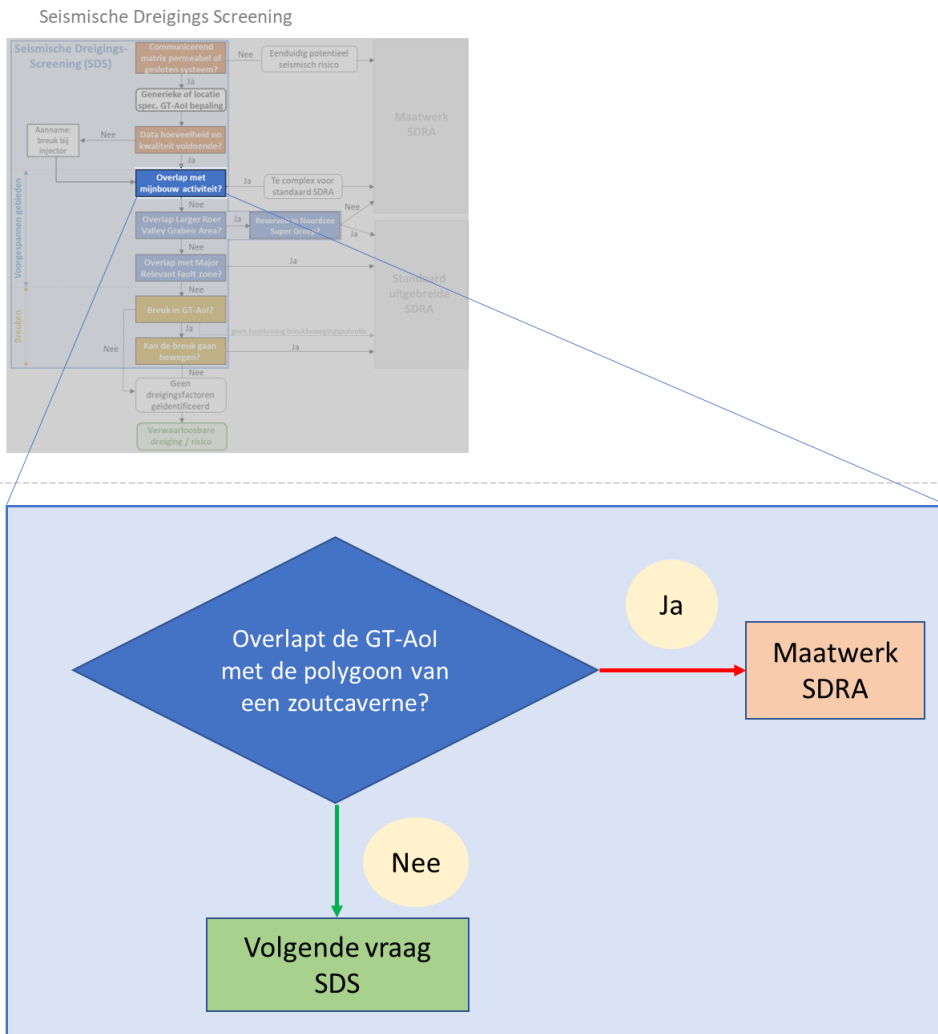 Seismische Dreigings Screening
Seismische Dreigings-
Screening (SDS)
Communicerend
matrix permeabel of
gesloten systeem?
Nee
Eenduidig potentieel
seismisch risico
Ja
Generieke of locatie
spec. GT-AoI bepaling
Maatwerk
SDRA
Aanname:
breuk bij
injector
Nee
Data hoeveelheid en
kwaliteit voldoende?
Ja
Overlap met
mijnbouw activiteit?
Ja
Te complex voor
standaard SDRA
Nee
Nee
Voorgespannen gebieden
Overlap Larger Roer
Valley Graben Area?
Ja
Reservoir in Noordzee
Super Groep?
Ja
Nee
Overlap met Major
Relevant Fault zone?
Ja
Standaard
uitgebreide
SDRA
Nee
Breuken
Breuk in GT-AoI?
Ja
geen berekening breukbewegingspotentie
Nee
Kan de breuk gaan
bewegen?
Ja
Nee
Geen
dreigingsfactoren
geïdentificeerd
Verwaarloosbare
dreiging / risico
Overlapt de GT-AoI
met de polygoon van
een zoutcaverne?
Ja
Maatwerk
SDRA
Nee
Volgende vraag
SDS